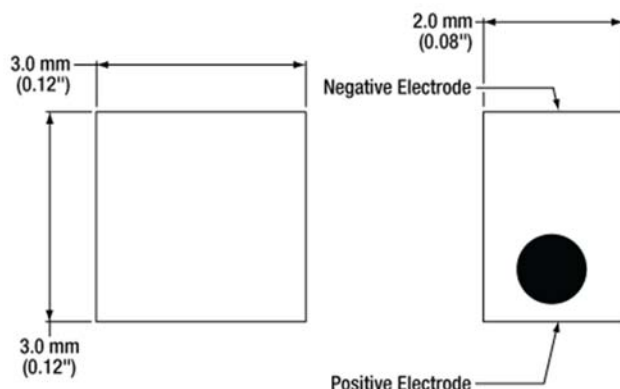 3.0 mm
(0.12")
3.0 mm
(0.12")
2.0 mm
(0.08")
Negative Electrode
Positive Electrode